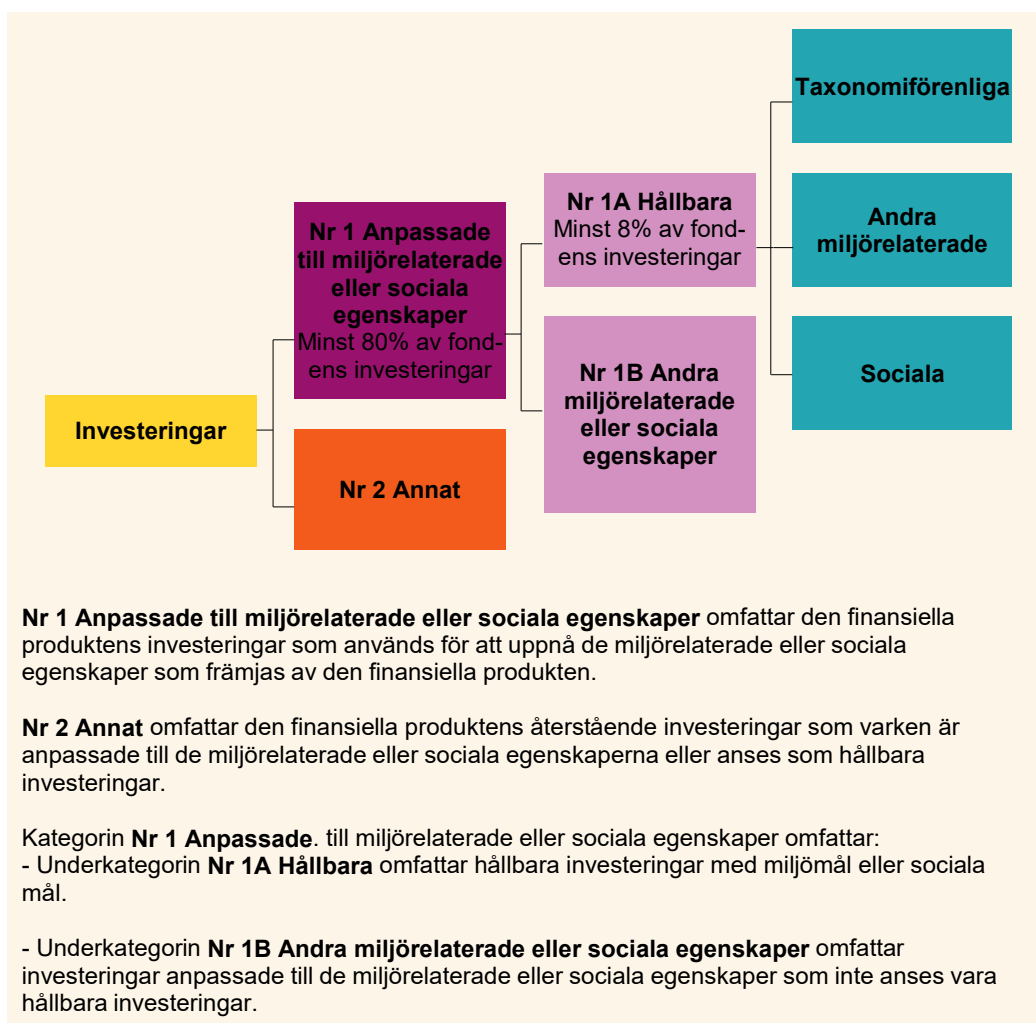 Taxonomiförenliga
Nr 1A Hållbara
Minst 8% av fond-
ens investeringar
Andra
miljörelaterade
Nr 1 Anpassade
till miljörelaterade
eller sociala
egenskaper
Minst 80% av fond-
ens investeringar
Nr 1B Andra
miljörelaterade
eller sociala
egenskaper
Sociala
Investeringar
Nr 2 Annat
Nr 1 Anpassade till miljörelaterade eller sociala egenskaper omfattar den finansiella
produktens investeringar som används för att uppnå de miljörelaterade eller sociala
egenskaper som främjas av den finansiella produkten.
Nr 2 Annat omfattar den finansiella produktens återstående investeringar som varken är
anpassade till de miljörelaterade eller sociala egenskaperna eller anses som hållbara
investeringar.
Kategorin Nr 1 Anpassade. till miljörelaterade eller sociala egenskaper omfattar:
- Underkategorin Nr 1A Hållbara omfattar hållbara investeringar med miljömål eller sociala
mål.
- Underkategorin Nr 1B Andra miljörelaterade eller sociala egenskaper omfattar
investeringar anpassade till de miljörelaterade eller sociala egenskaper som inte anses vara
hållbara investeringar.